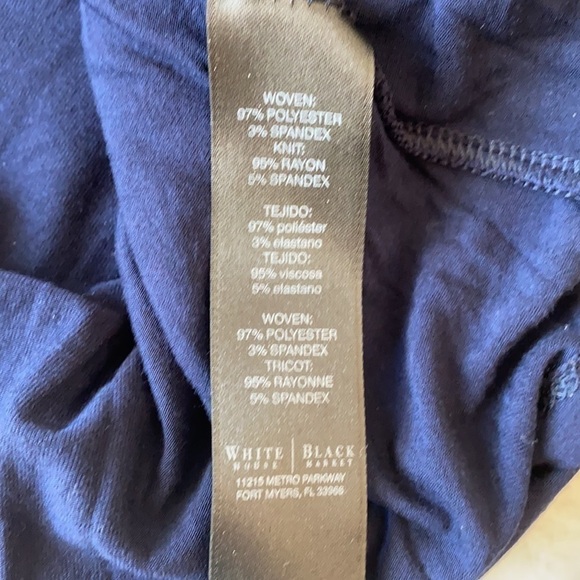 WOVEN:
97% POLYESTER
3% SPANDEX
KNIT:
95% RAYON
5% SPANDEX
TEJIDO:
97% poliéster
3% elastano
TEJIDO:
95% viscosa
5% elastano
WOVEN:
97% POLYESTER
3% SPANDEX
TRICOT:
95% RAYONNE
5% SPANDEX
WHITE | BLACK
HOUSE | MARKET
11215 METRO PARKWAY
FORT MYERS, FL 33966